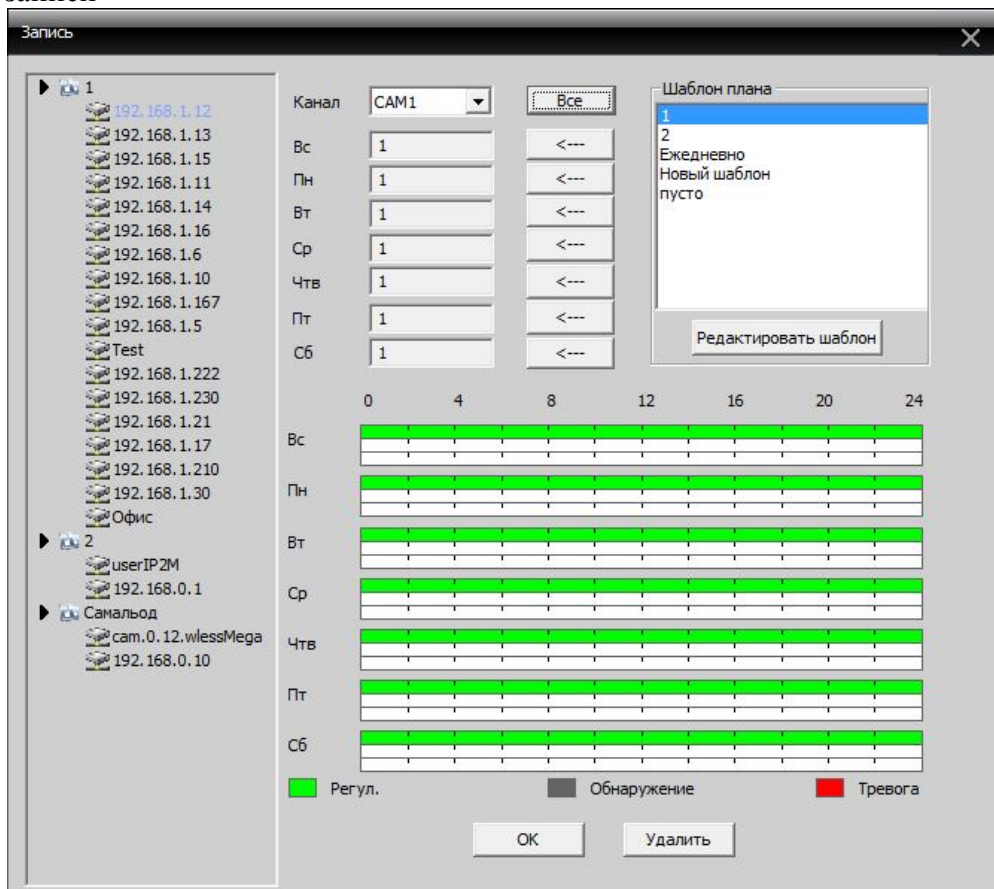 записей
Запись
1
192.168.1.12
192.168.1.13
192.168.1.15
192.168.1.11
192.168.1.14
192.168.1.16
192.168.1.6
192.168.1.10
192.168.1.167
192.168.1.5
Test
192.168.1.222
192.168.1.230
192.168.1.21
192.168.1.17
192.168.1.210
192.168.1.30
Офис
2
userIP2M
192.168.0.1
Самальод
cam.0.12.wlessMega
192.168.0.10
Канал CAM1 Все
Вс 1 <---
Пн 1 <---
Вт 1 <---
Ср 1 <---
Чтв 1 <---
Пт 1 <---
Сб 1 <---
Шаблон плана
1
2
Ежедневно
Новый шаблон
пусто
Редактировать шаблон
0 4 8 12 16 20 24
Вс
Пн
Вт
Ср
Чтв
Пт
Сб
Регул. Обнаружение Тревога
OK Удалить